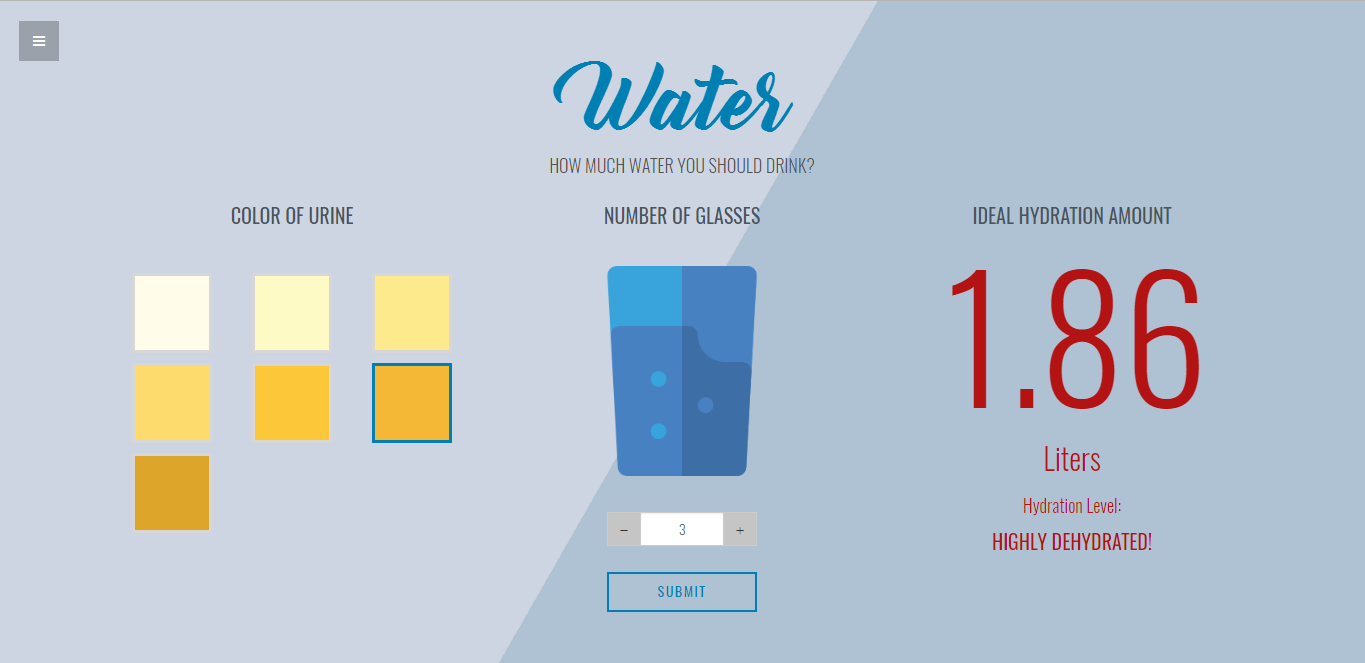 Water
HOW MUCH WATER YOU SHOULD DRINK?
COLOR OF URINE
NUMBER OF GLASSES
− 3 +
SUBMIT
IDEAL HYDRATION AMOUNT
1.86
Liters
Hydration Level:
HIGHLY DEHYDRATED!